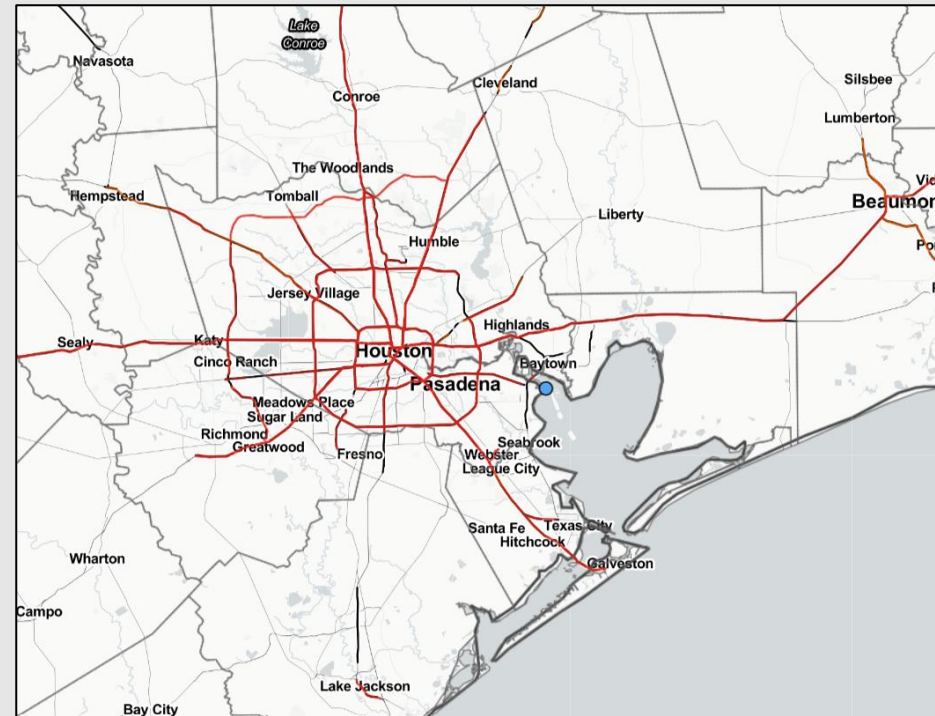 Lake
Conroe
Navasota
Silsbee
Cleveland
Conroe
Lumberton
The Woodlands
Hempstead
Tomball
Beaumon
Liberty
Humble
Jersey Village
Highlands
Sealy
Katy
Houston
Cinco Ranch
Baytown
Pasadena
Meadows Place
Sugar Land
Richmond
Greatwood
Seabrook
Fresno
Webster
League City
Santa Fe
Texas City
Hitchcock
Wharton
Galveston
Campo
Lake Jackson
Bay City